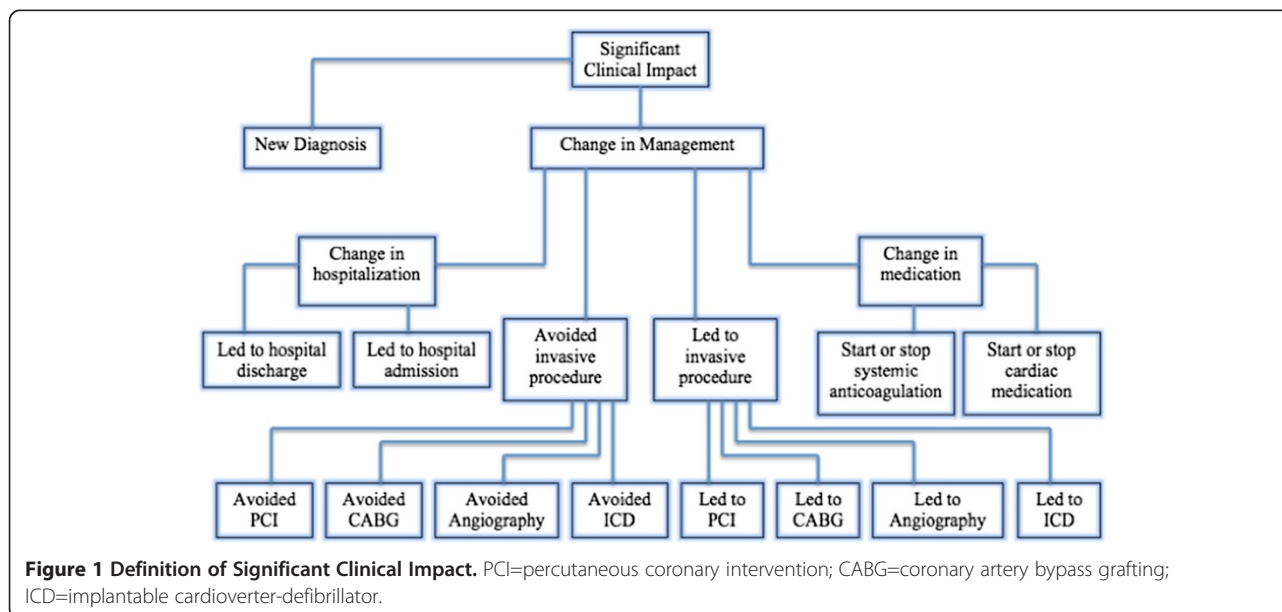 Significant
Clinical Impact
New Diagnosis
Change in Management
Change in
hospitalization
Change in
medication
Led to hospital
discharge
Led to hospital
admission
Avoided
invasive
procedure
Led to
invasive
procedure
Start or stop
systemic
anticoagulation
Start or stop
cardiac
medication
Avoided
PCI
Avoided
CABG
Avoided
Angiography
Avoided
ICD
Led to
PCI
Led to
CABG
Led to
Angiography
Led to
ICD
Figure 1 Definition of Significant Clinical Impact. PCI=percutaneous coronary intervention; CABG=coronary artery bypass grafting;
ICD=implantable cardioverter-defibrillator.